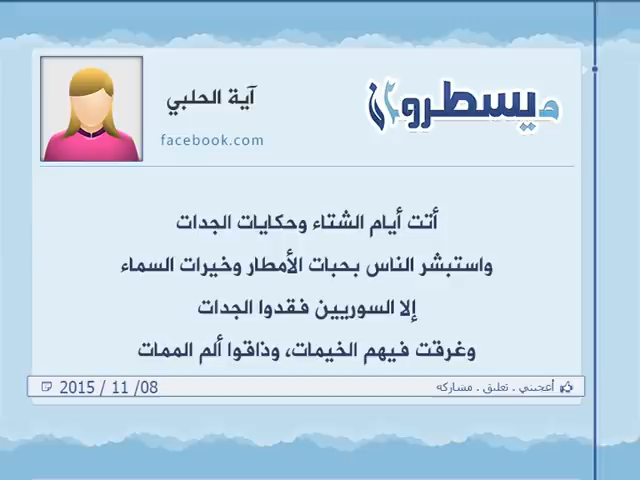 ويسطرون
آية الحلبي
facebook.com
أتت أيام الشتاء وحكايات الجدات
واستبشر الناس بحبات الأمطار وخيرات السماء
إلا السوريين فقدوا الجدات
وغرقت فيهم الخيمات، وذاقوا ألم الممات
أعجبني . تعليق . مشاركه
2015 / 11 /08